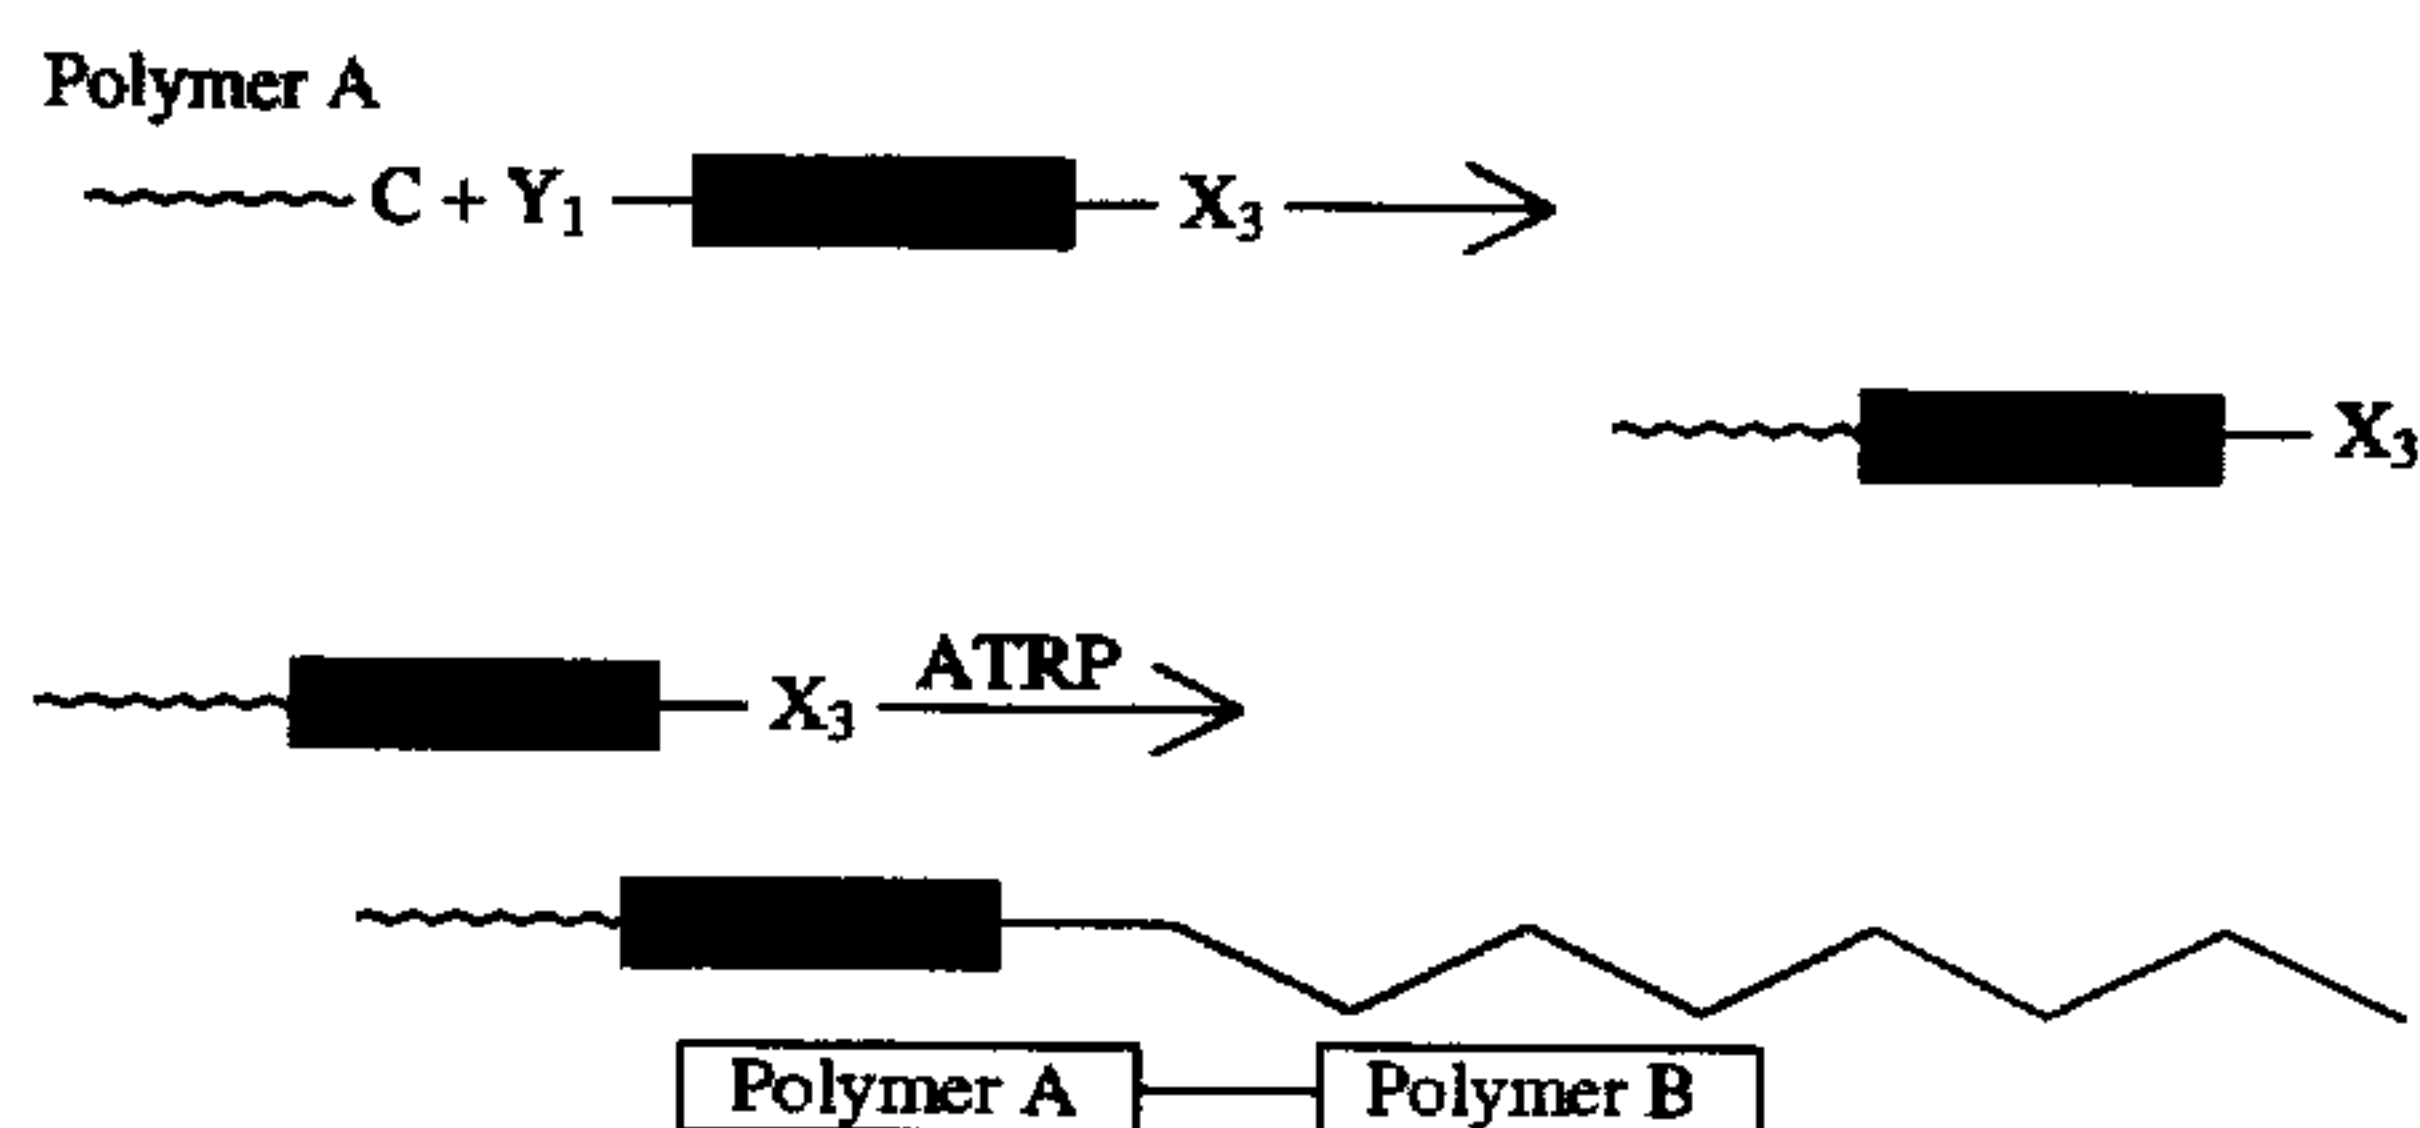 Polymer A
C + Y₁ X₃
X₃
X₃ ATRP
Polymer A Polymer B